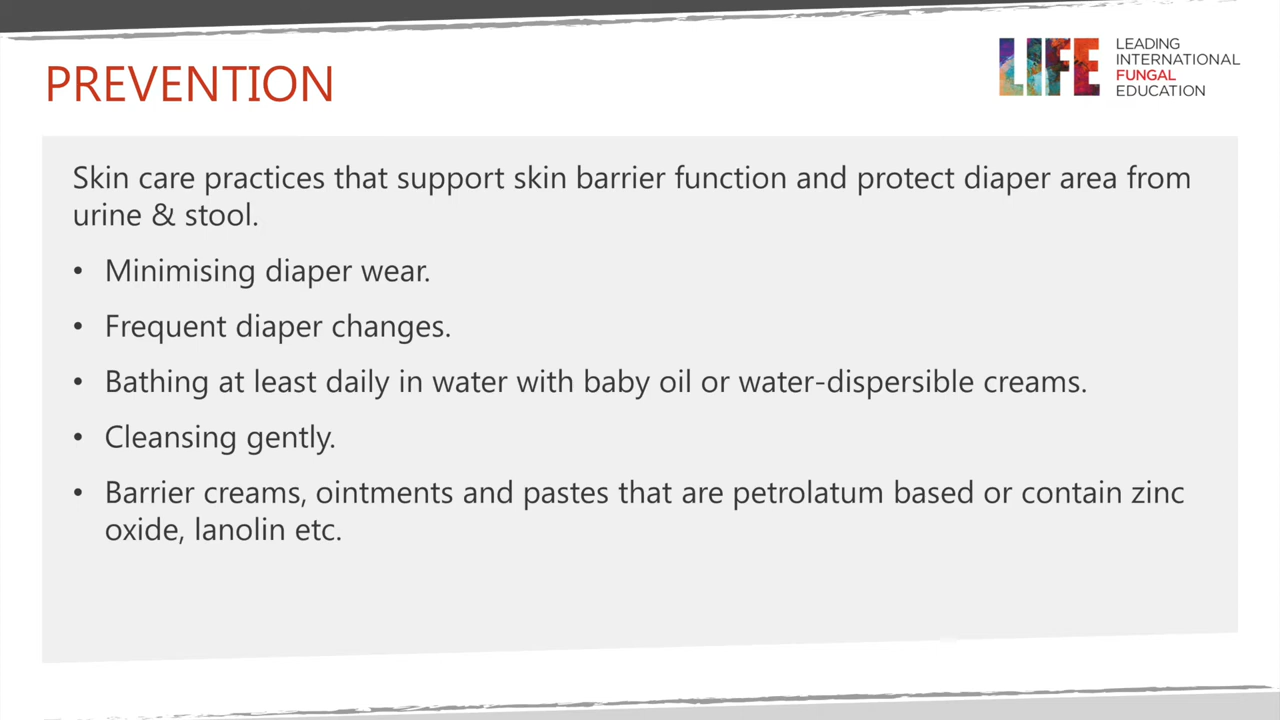 PREVENTION
LIFE
LEADING
INTERNATIONAL
FUNGAL
EDUCATION
Skin care practices that support skin barrier function and protect diaper area from
urine & stool.
• Minimising diaper wear.
• Frequent diaper changes.
• Bathing at least daily in water with baby oil or water-dispersible creams.
• Cleansing gently.
• Barrier creams, ointments and pastes that are petrolatum based or contain zinc
oxide, lanolin etc.